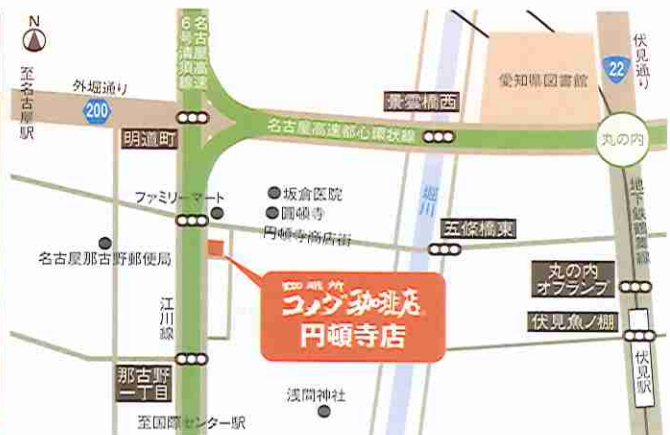 N
至名古屋駅
外堀通り
200
明道町
名古屋高速
6号清須線
名古屋高速都心環状線
景雲橋西
愛知県図書館
22
伏見通り
丸の内
地下鉄鶴舞線
堀川
ファミリーマート
坂倉医院
圓頓寺
円頓寺商店街
五條橋東
名古屋那古野郵便局
江川線
珈琲所
コメダ珈琲店
円頓寺店
丸の内
オフランプ
伏見魚ノ棚
伏見駅
那古野
一丁目
浅間神社
至国際センター駅